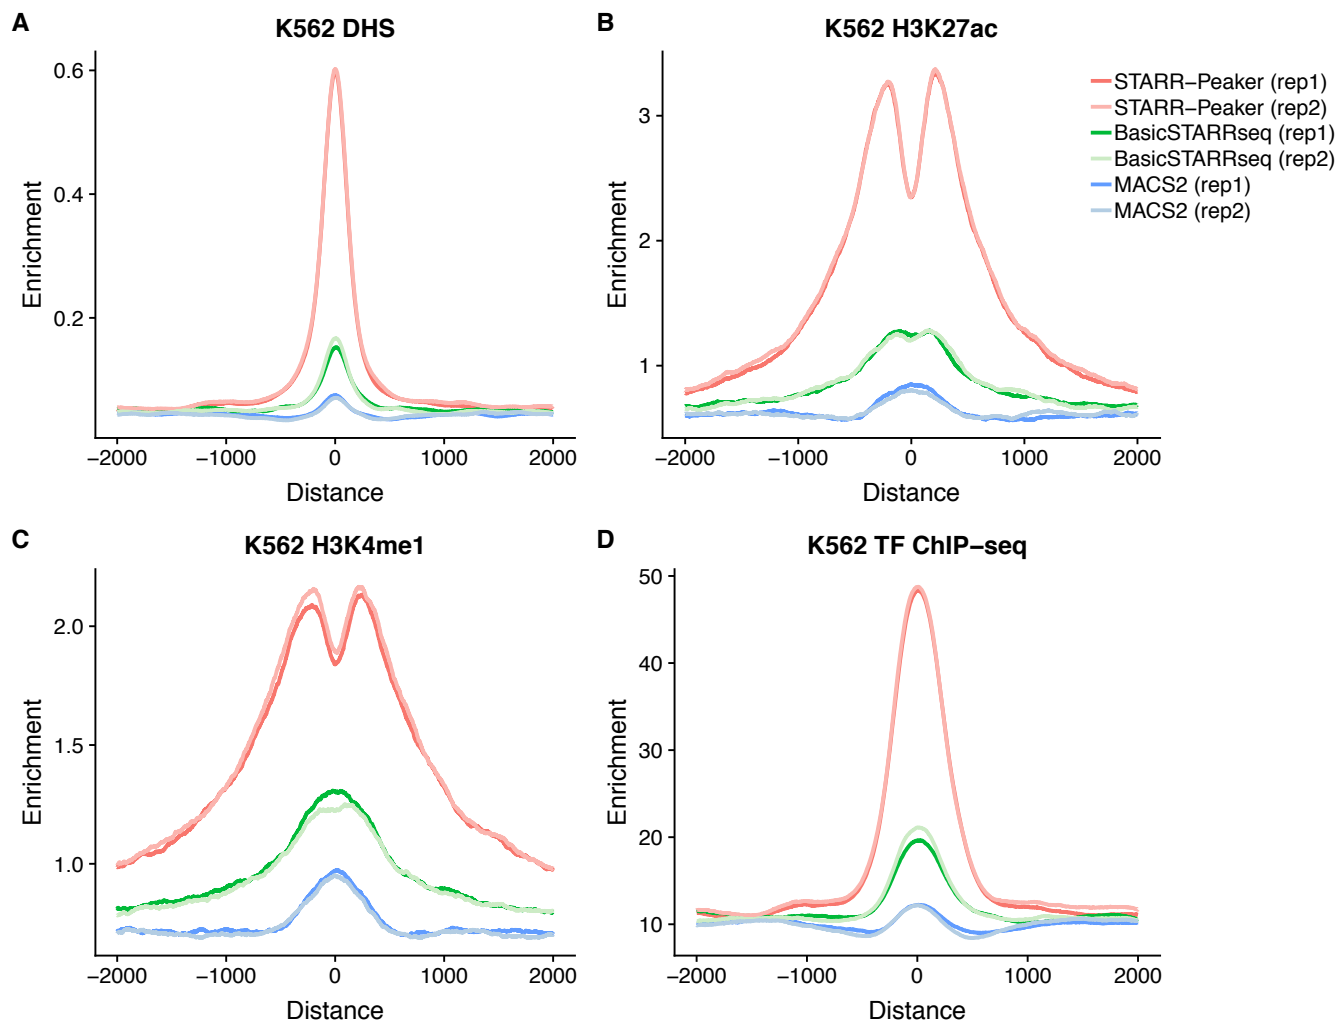 A
K562 DHS
Enrichment
0.6
0.4
0.2
−2000 −1000 0 1000 2000
Distance
B
K562 H3K27ac
Enrichment
3
2
1
−2000 −1000 0 1000 2000
Distance
STARR−Peaker (rep1)
STARR−Peaker (rep2)
BasicSTARRseq (rep1)
BasicSTARRseq (rep2)
MACS2 (rep1)
MACS2 (rep2)
C
K562 H3K4me1
Enrichment
2.0
1.5
1.0
−2000 −1000 0 1000 2000
Distance
D
K562 TF ChIP−seq
Enrichment
50
40
30
20
10
−2000 −1000 0 1000 2000
Distance